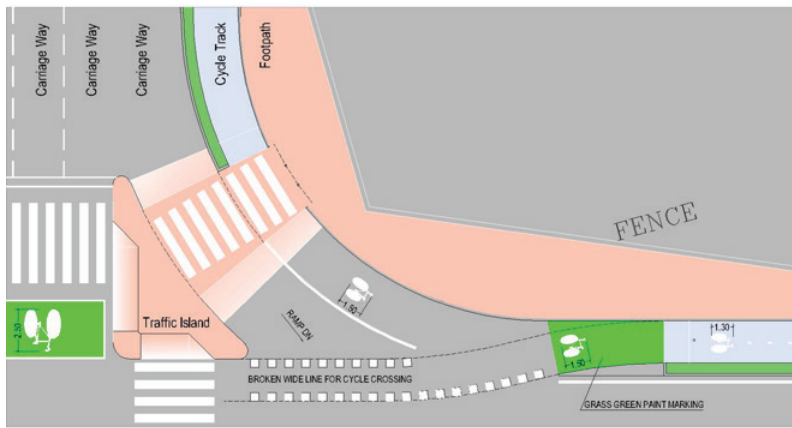 Carriage Way
Carriage Way
Carriage Way
Cycle Track
Footpath
FENCE
Traffic Island
2.50
1.50
RAMP DN
BROKEN WIDE LINE FOR CYCLE CROSSING
1.50
1.30
GRASS GREEN PAINT MARKING